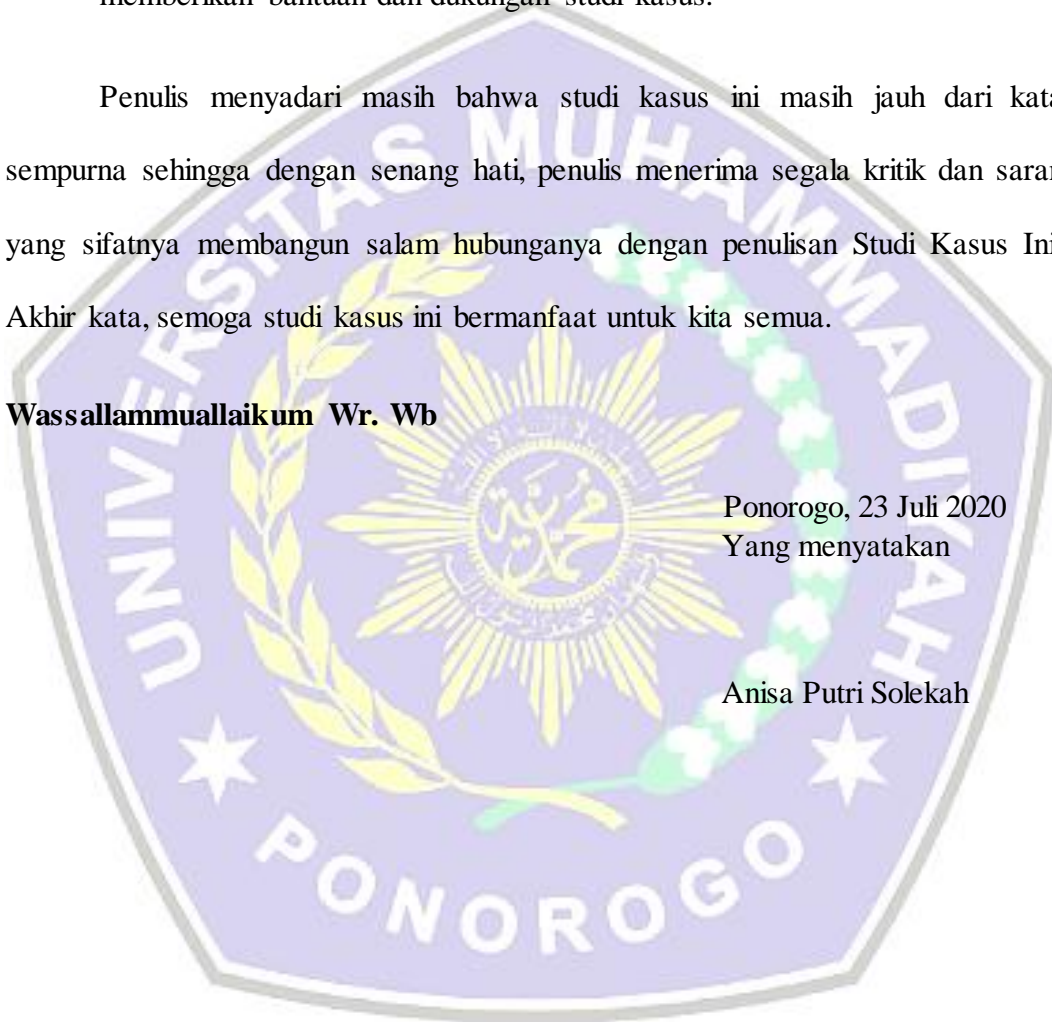 memberikan bantuan dan dukungan studi kasus.
Penulis menyadari masih bahwa studi kasus ini masih jauh dari kata
sempurna sehingga dengan senang hati, penulis menerima segala kritik dan saran
yang sifatnya membangun salam hubunganya dengan penulisan Studi Kasus Ini
Akhir kata, semoga studi kasus ini bermanfaat untuk kita semua.
Wassallammuallaikum Wr. Wb
Ponorogo, 23 Juli 2020
Yang menyatakan
Anisa Putri Solekah
UNIVERSITAS MUHAMMADIYAH
PONOROGO